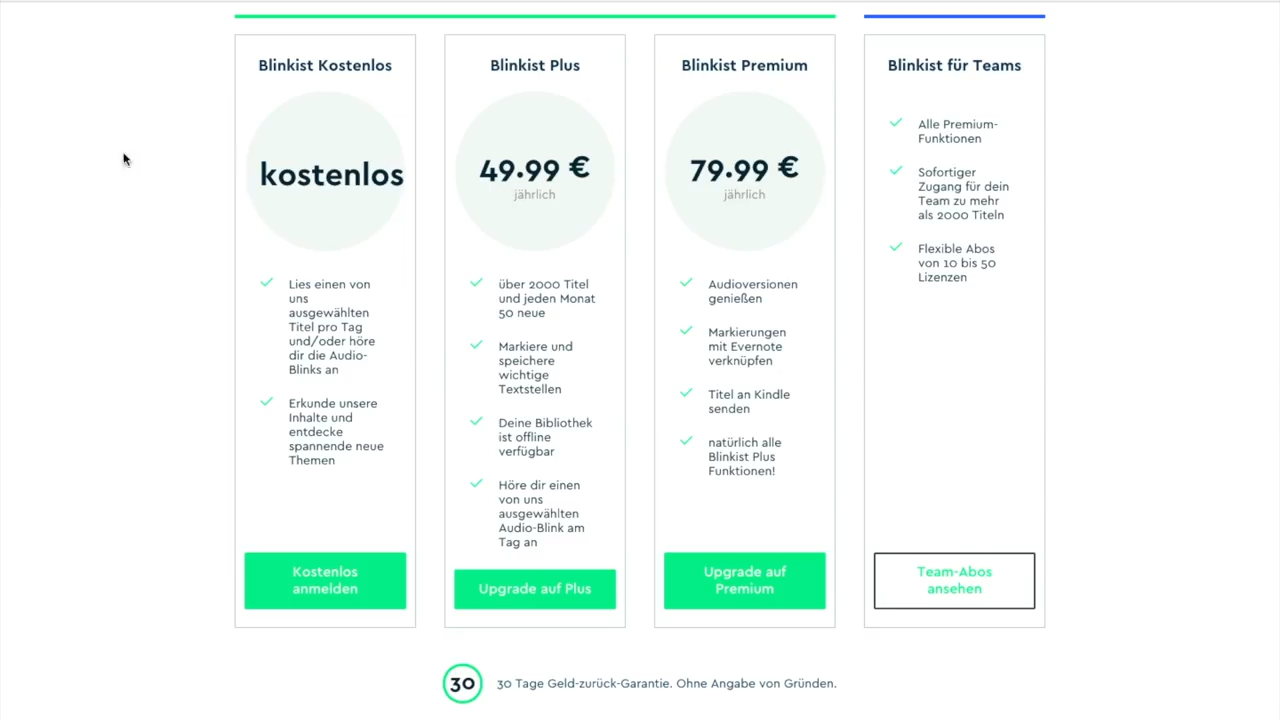 Blinkist Kostenlos
kostenlos
Lies einen von
uns
ausgewählten
Titel pro Tag
und/oder höre
dir die Audio-
Blinks an
Erkunde unsere
Inhalte und
entdecke
spannende neue
Themen
Kostenlos
anmelden
Blinkist Plus
49.99 €
jährlich
über 2000 Titel
und jeden Monat
50 neue
Markiere und
speichere
wichtige
Textstellen
Deine Bibliothek
ist offline
verfügbar
Höre dir einen
von uns
ausgewählten
Audio-Blink am
Tag an
Upgrade auf Plus
Blinkist Premium
79.99 €
jährlich
Audioversionen
genießen
Markierungen
mit Evernote
verknüpfen
Titel an Kindle
senden
natürlich alle
Blinkist Plus
Funktionen!
Upgrade auf
Premium
Blinkist für Teams
Alle Premium-
Funktionen
Sofortiger
Zugang für dein
Team zu mehr
als 2000 Titeln
Flexible Abos
von 10 bis 50
Lizenzen
Team-Abos
ansehen
30
30 Tage Geld-zurück-Garantie. Ohne Angabe von Gründen.